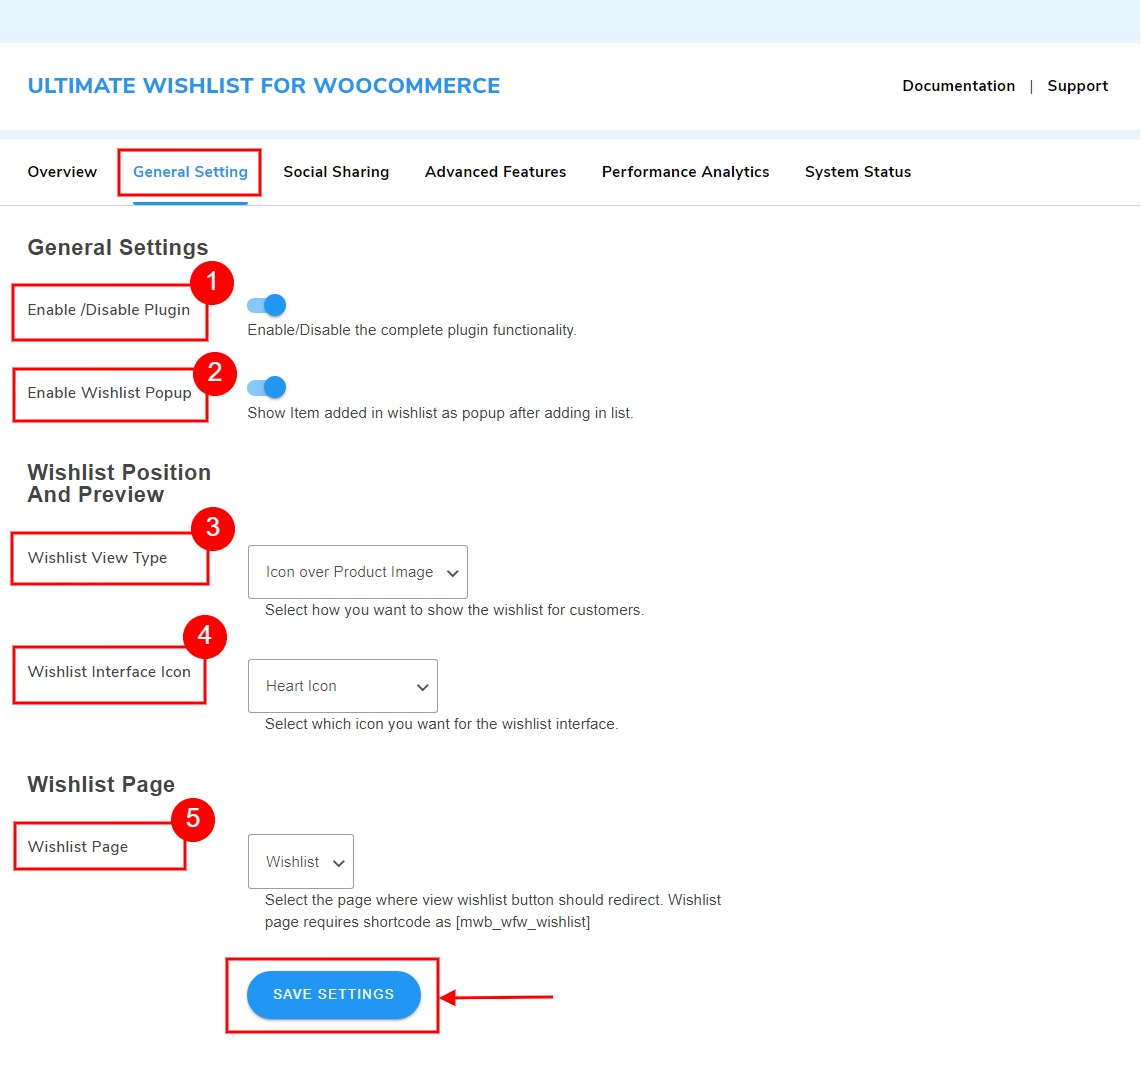 ULTIMATE WISHLIST FOR WOOCOMMERCE
Documentation | Support
Overview General Setting Social Sharing Advanced Features Performance Analytics System Status
General Settings
1
Enable /Disable Plugin
Enable/Disable the complete plugin functionality.
2
Enable Wishlist Popup
Show Item added in wishlist as popup after adding in list.
Wishlist Position
And Preview
3
Wishlist View Type
Icon over Product Image
Select how you want to show the wishlist for customers.
4
Wishlist Interface Icon
Heart Icon
Select which icon you want for the wishlist interface.
Wishlist Page
5
Wishlist Page
Wishlist
Select the page where view wishlist button should redirect. Wishlist
page requires shortcode as [mwb_wfw_wishlist]
SAVE SETTINGS